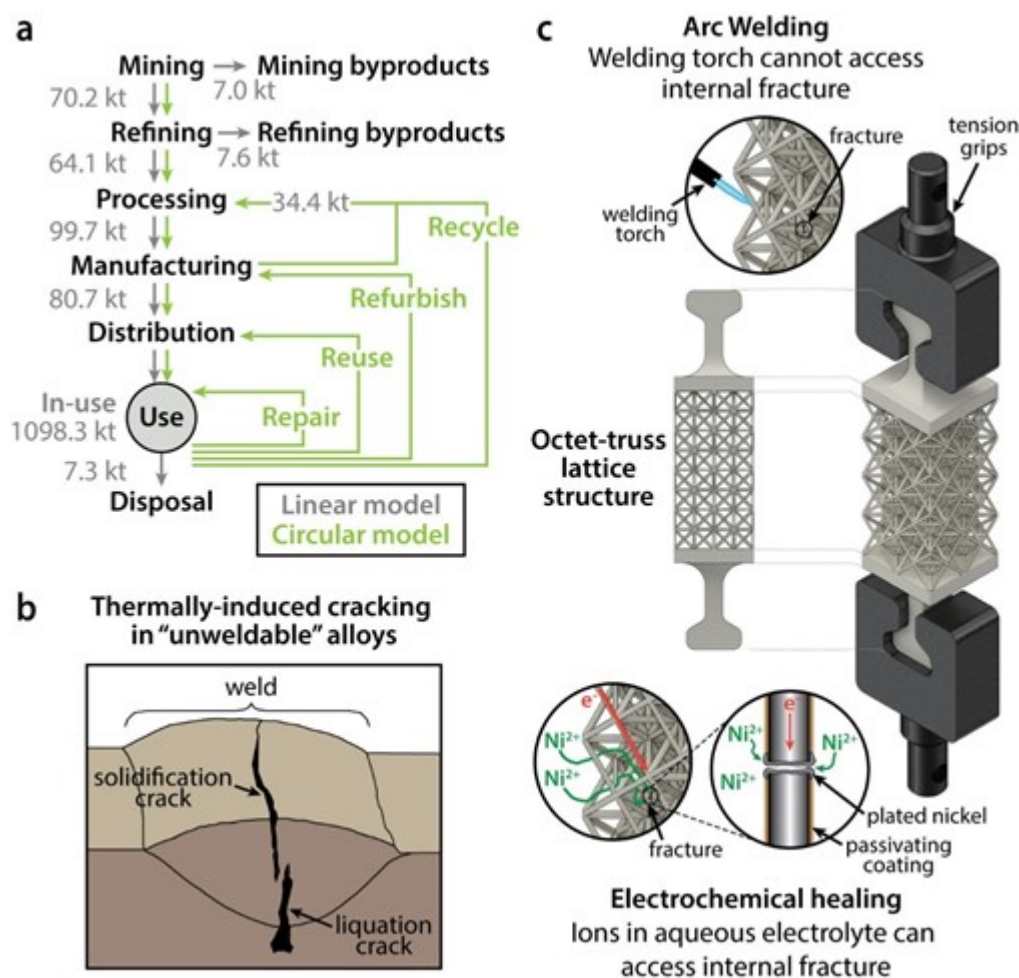 a
Mining → Mining byproducts
70.2 kt
7.0 kt
Refining → Refining byproducts
64.1 kt
7.6 kt
Processing
34.4 kt
99.7 kt
Recycle
Manufacturing
80.7 kt
Refurbish
Distribution
Reuse
In-use
1098.3 kt
Use
Repair
7.3 kt
Disposal
Linear model
Circular model
b
Thermally-induced cracking
in "unweldable" alloys
weld
solidification
crack
liquation
crack
c
Arc Welding
Welding torch cannot access
internal fracture
fracture
tension
grips
welding
torch
Octet-truss
lattice
structure
e-
Ni²⁺
Ni²⁺
fracture
e-
Ni²⁺
Ni²⁺
Ni²⁺
plated nickel
passivating
coating
Electrochemical healing
Ions in aqueous electrolyte can
access internal fracture